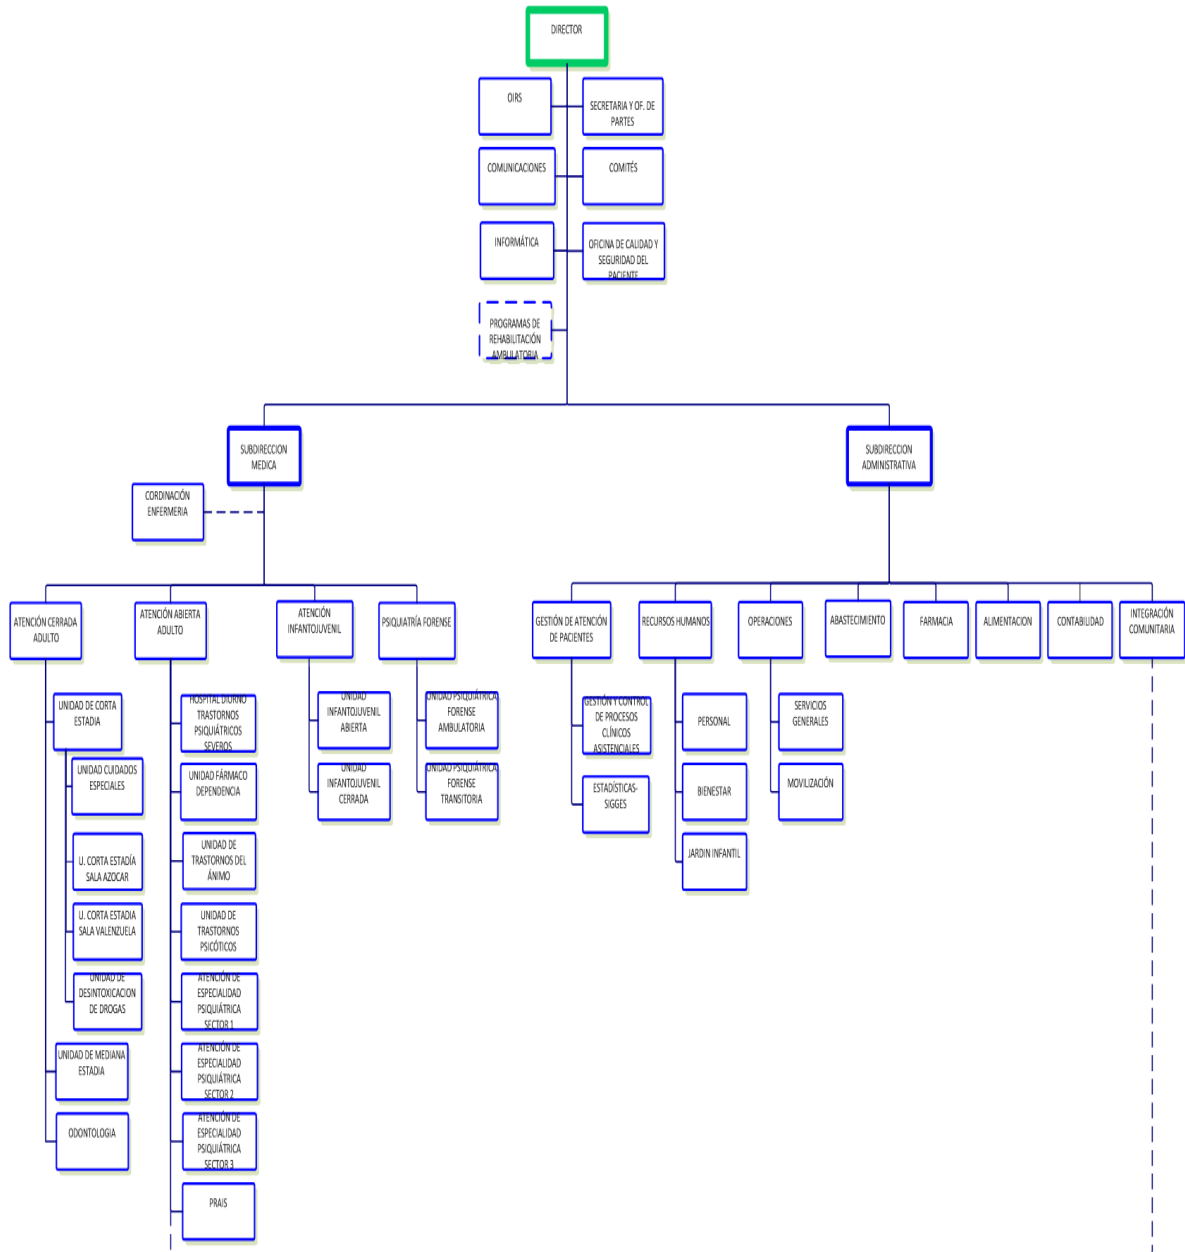 DIRECTOR
OIRS
SECRETARIA Y OF. DE
PARTES
COMUNICACIONES
COMITÉS
INFORMÁTICA
OFICINA DE CALIDAD Y
SEGURIDAD DEL
PACIENTE
PROGRAMAS DE
REHABILITACIÓN
AMBULATORIA
SUBDIRECCION
MEDICA
SUBDIRECCION
ADMINISTRATIVA
CORDINACIÓN
ENFERMERIA
ATENCIÓN CERRADA
ADULTO
ATENCIÓN ABIERTA
ADULTO
ATENCIÓN
INFANTOJUVENIL
PSIQUIATRÍA FORENSE
GESTIÓN DE ATENCIÓN
DE PACIENTES
RECURSOS HUMANOS
OPERACIONES
ABASTECIMIENTO
FARMACIA
ALIMENTACION
CONTABILIDAD
INTEGRACIÓN
COMUNITARIA
UNIDAD DE CORTA
ESTADIA
UNIDAD CUIDADOS
ESPECIALES
U. CORTA ESTADÍA
SALA AZOCAR
U. CORTA ESTADIA
SALA VALENZUELA
UNIDAD DE
DESINTOXICACION
DE DROGAS
UNIDAD DE MEDIANA
ESTADIA
ODONTOLOGIA
HOSPITAL DIURNO
TRASTORNOS
PSIQUIÁTRICOS
SEVEROS
UNIDAD FÁRMACO
DEPENDENCIA
UNIDAD DE
TRASTORNOS DEL
ÁNIMO
UNIDAD DE
TRASTORNOS
PSICÓTICOS
ATENCIÓN DE
ESPECIALIDAD
PSIQUIÁTRICA
SECTOR 1
ATENCIÓN DE
ESPECIALIDAD
PSIQUIÁTRICA
SECTOR 2
ATENCIÓN DE
ESPECIALIDAD
PSIQUIÁTRICA
SECTOR 3
PRAIS
UNIDAD
INFANTOJUVENIL
ABIERTA
UNIDAD
INFANTOJUVENIL
CERRADA
UNIDAD PSIQUIÁTRICA
FORENSE
AMBULATORIA
UNIDAD PSIQUIÁTRICA
FORENSE
TRANSITORIA
GESTIÓN Y CONTROL
DE PROCESOS
CLÍNICOS
ASISTENCIALES
ESTADÍSTICAS-
SIGGES
PERSONAL
BIENESTAR
JARDIN INFANTIL
SERVICIOS
GENERALES
MOVILIZACIÓN